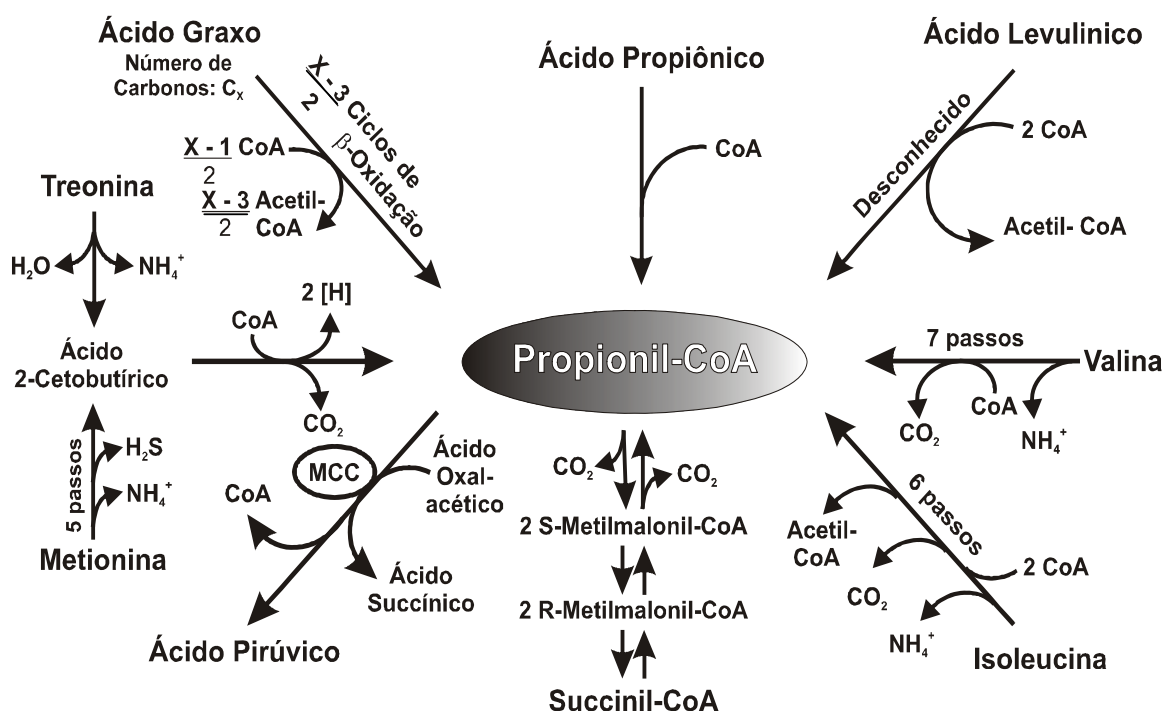 Ácido Graxo
Número de
Carbonos: Cₓ
X - 3 Ciclos de
2
β-Oxidação
X - 1 CoA
2
X - 3 Acetil-
2 CoA
Ácido Propiônico
CoA
Ácido Levulinico
Desconhecido
2 CoA
Acetil- CoA
Treonina
H₂O
NH₄⁺
Ácido
2-Cetobutírico
CoA
2 [H]
CO₂
Propionil-CoA
7 passos
Valina
CO₂
CoA
NH₄⁺
5 passos
H₂S
NH₄⁺
Metionina
MCC
Ácido
Oxal-
acético
CoA
Ácido
Succínico
Ácido Pirúvico
CO₂
CO₂
2 S-Metilmalonil-CoA
2 R-Metilmalonil-CoA
Succinil-CoA
6 passos
Acetil-
CoA
CO₂
2 CoA
NH₄⁺
Isoleucina